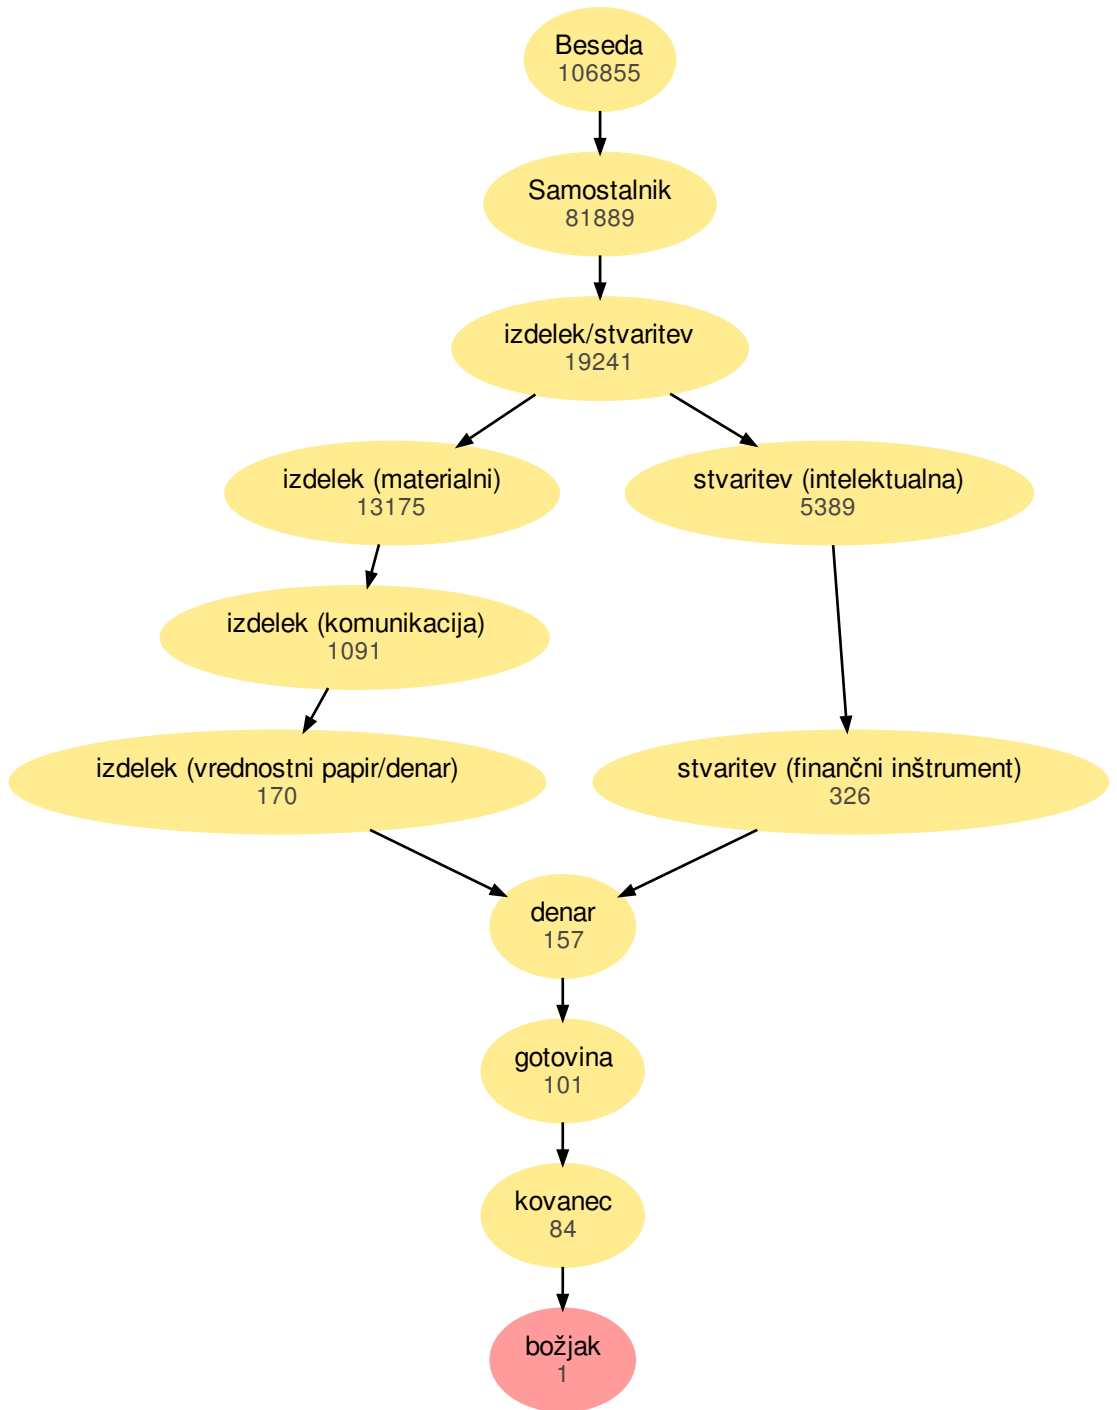 Beseda
106855
Samostalnik
81889
izdelek/stvaritev
19241
izdelek (materialni)
13175
stvaritev (intelektualna)
5389
izdelek (komunikacija)
1091
izdelek (vrednostni papir/denar)
170
stvaritev (finančni inštrument)
326
denar
157
gotovina
101
kovanec
84
božjak
1